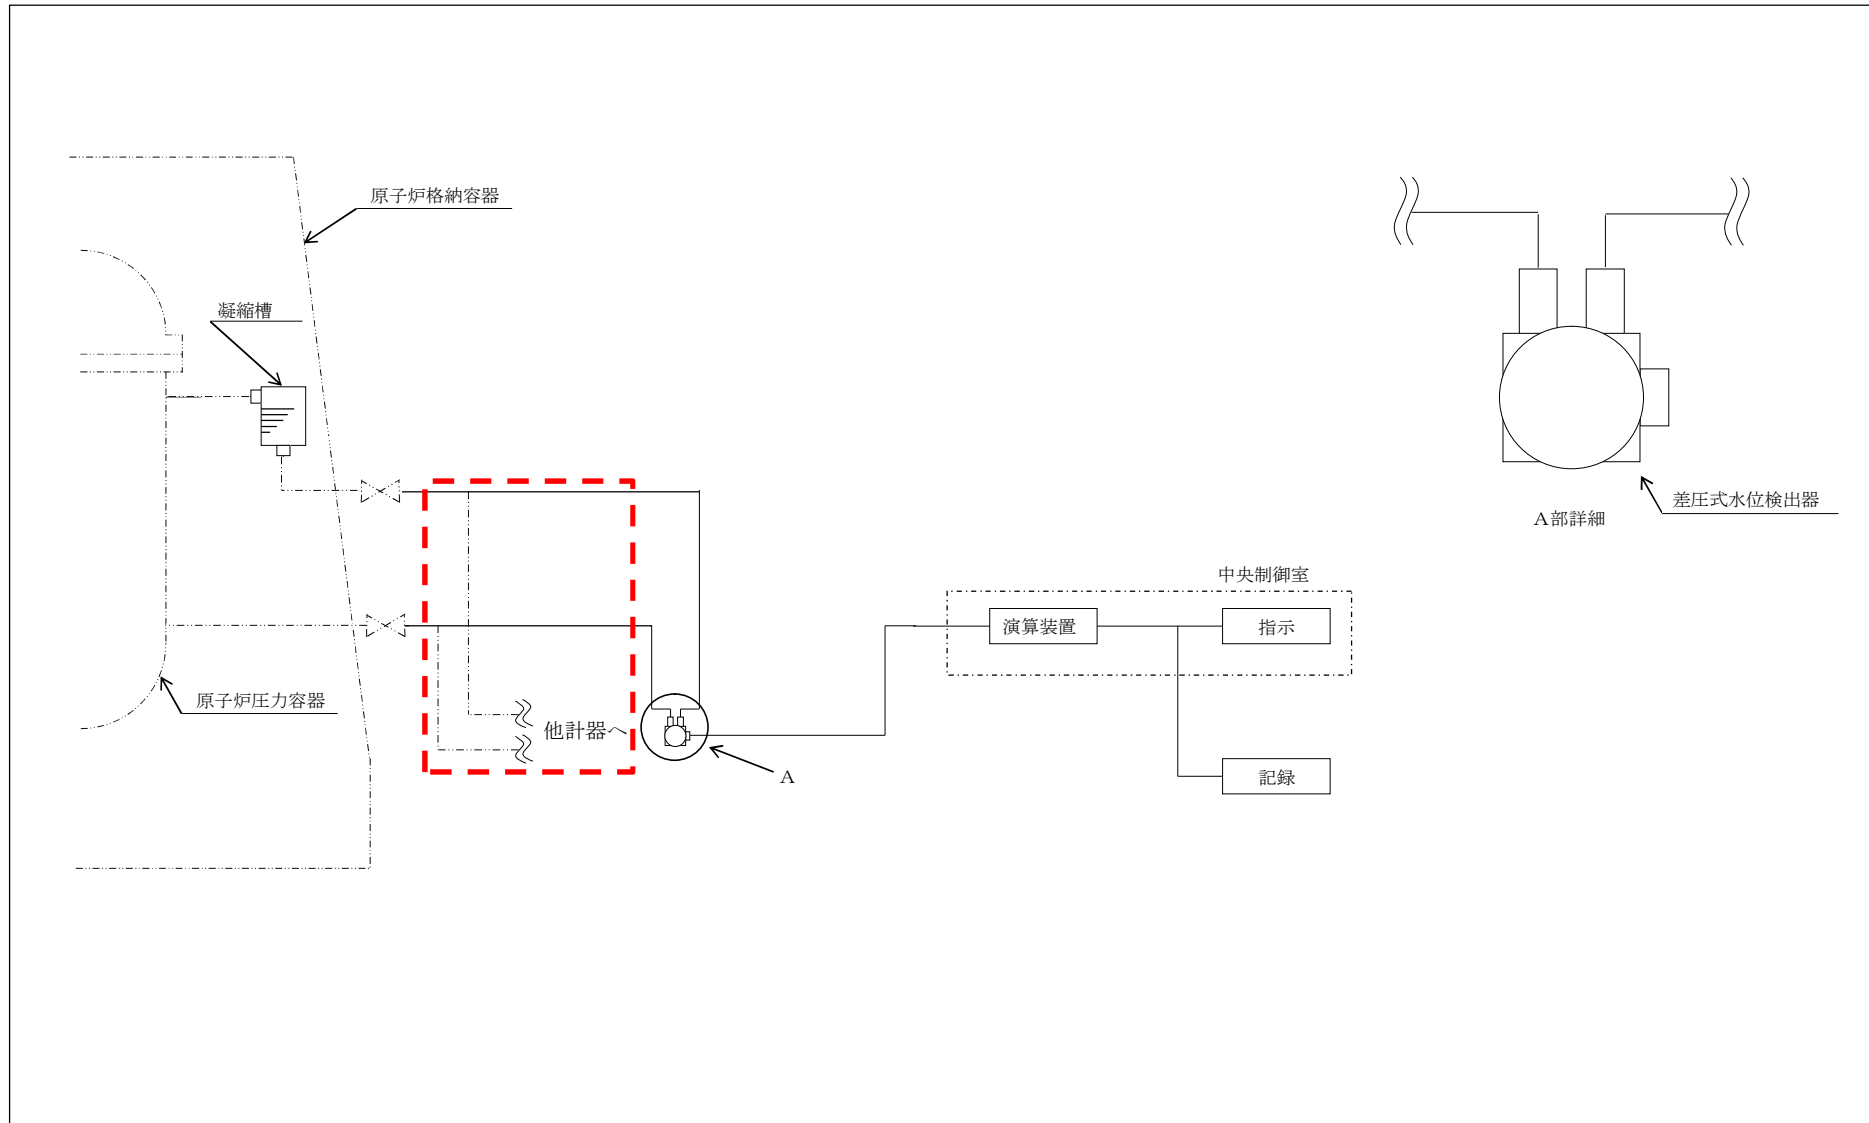 原子炉格納容器
凝縮槽
差圧式水位検出器
A部詳細
中央制御室
演算装置
指示
原子炉圧力容器
他計器へ
A
記録